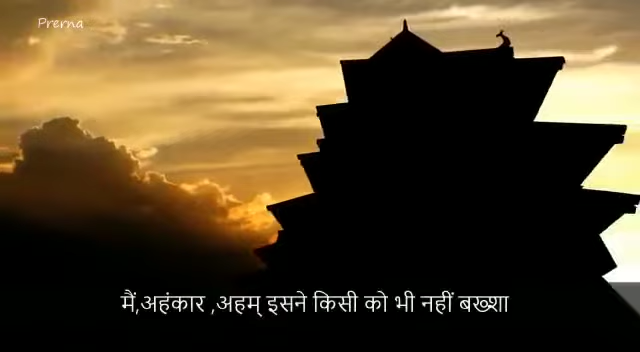 Prerna
मैं,अहंकार ,अहम् इसने किसी को भी नहीं बख्शा